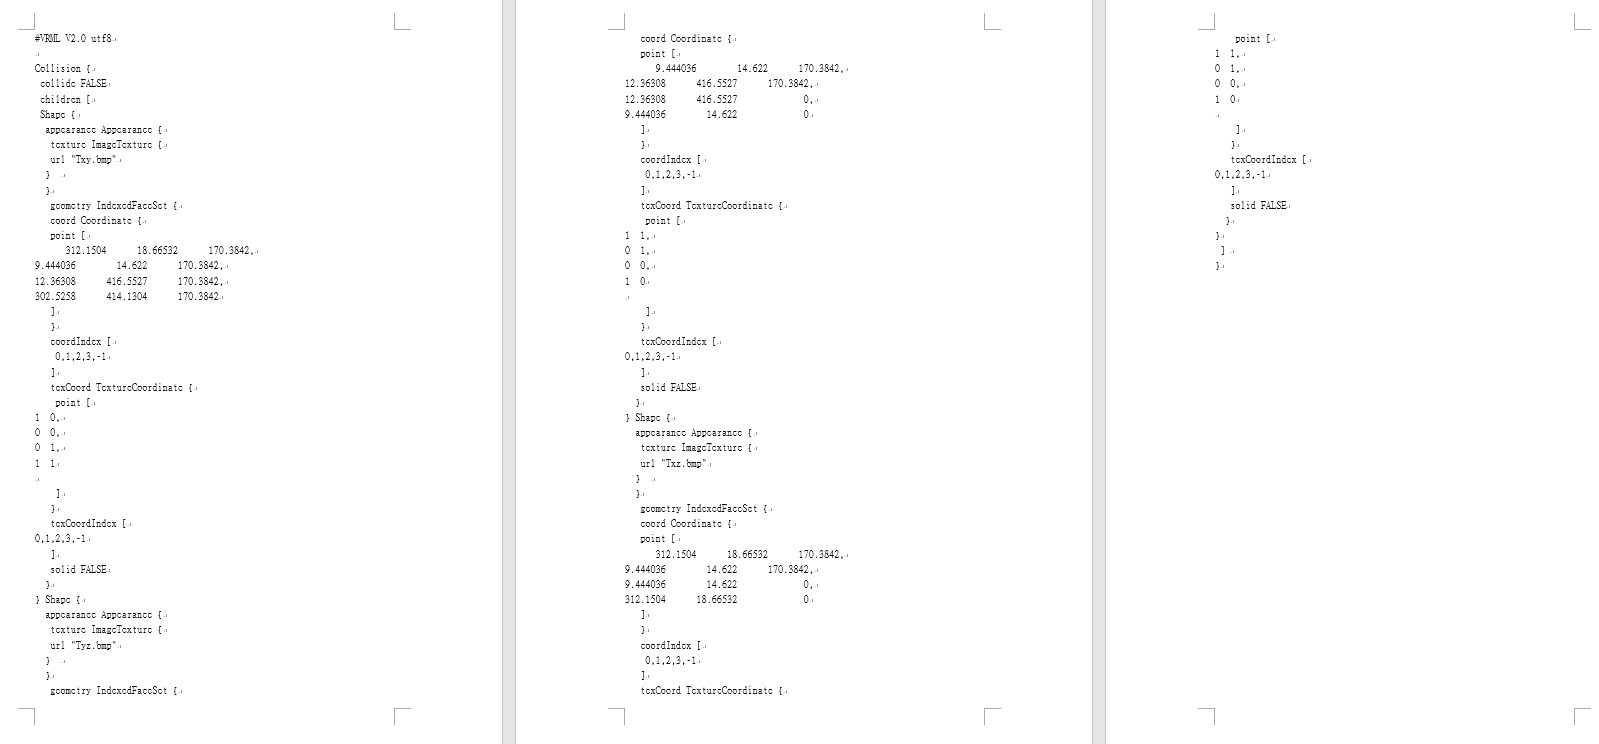 #VRML V2.0 utf8
Collision {
collide FALSE
children [
Shape {
appearance Appearance {
texture ImageTexture {
url "Txy.bmp"
}
}
geometry IndexedFaceSet {
coord Coordinate {
point [
312.1504 18.66532 170.3842,
9.444036 14.622 170.3842,
12.36308 416.5527 170.3842,
302.5258 414.1304 170.3842
]
}
coordIndex [
0,1,2,3,-1
]
texCoord TextureCoordinate {
point [
1 0,
0 0,
0 1,
1 1
]
}
texCoordIndex [
0,1,2,3,-1
]
solid FALSE
}
} Shape {
appearance Appearance {
texture ImageTexture {
url "Tyz.bmp"
}
}
geometry IndexedFaceSet {
coord Coordinate {
point [
9.444036 14.622 170.3842,
12.36308 416.5527 170.3842,
12.36308 416.5527 0,
9.444036 14.622 0
]
}
coordIndex [
0,1,2,3,-1
]
texCoord TextureCoordinate {
point [
1 1,
0 1,
0 0,
1 0
]
}
texCoordIndex [
0,1,2,3,-1
]
solid FALSE
}
} Shape {
appearance Appearance {
texture ImageTexture {
url "Txz.bmp"
}
}
geometry IndexedFaceSet {
coord Coordinate {
point [
312.1504 18.66532 170.3842,
9.444036 14.622 170.3842,
9.444036 14.622 0,
312.1504 18.66532 0
]
}
coordIndex [
0,1,2,3,-1
]
texCoord TextureCoordinate {
point [
1 1,
0 1,
0 0,
1 0
]
}
texCoordIndex [
0,1,2,3,-1
]
solid FALSE
}
}
]
}